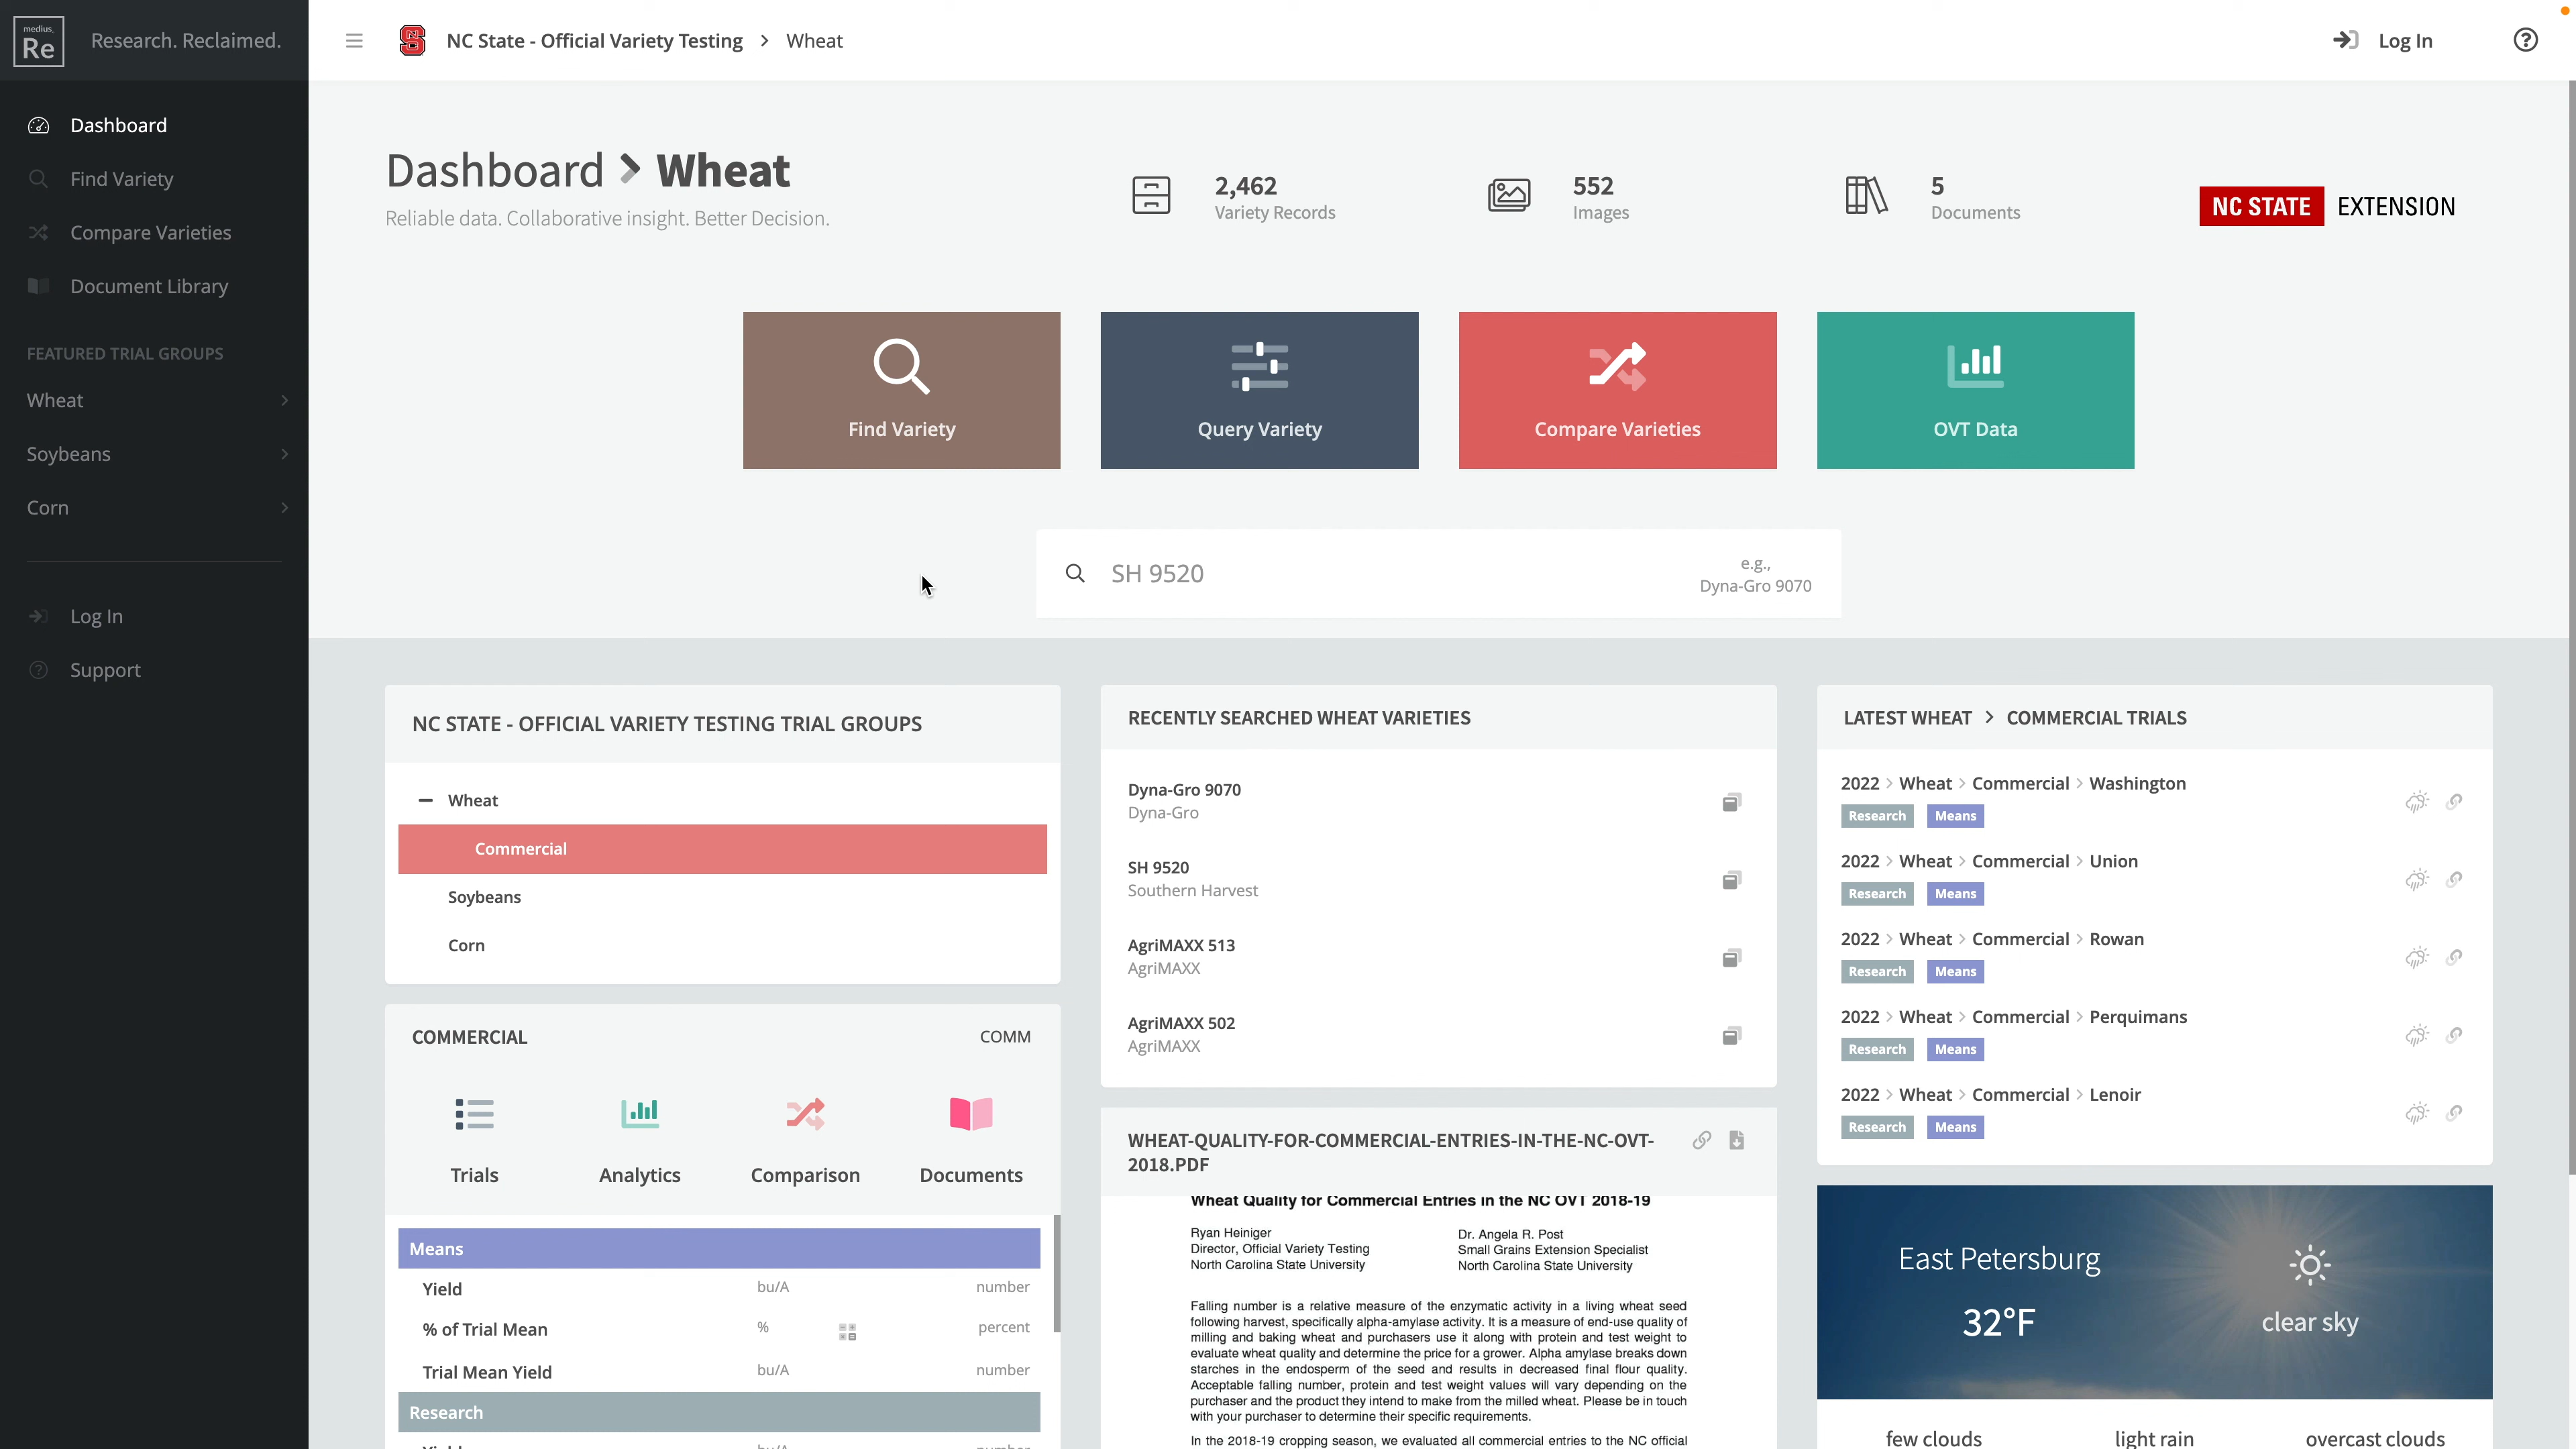 medius.
Re
Research. Reclaimed.
NC State - Official Variety Testing > Wheat
Log In
Dashboard
Find Variety
Compare Varieties
Document Library
FEATURED TRIAL GROUPS
Wheat
Soybeans
Corn
Log In
Support
Dashboard > Wheat
Reliable data. Collaborative insight. Better Decision.
2,462
Variety Records
552
Images
5
Documents
NC STATE EXTENSION
Find Variety
Query Variety
Compare Varieties
OVT Data
SH 9520
e.g.,
Dyna-Gro 9070
NC STATE - OFFICIAL VARIETY TESTING TRIAL GROUPS
Wheat
Commercial
Soybeans
Corn
COMMERCIAL COMM
Trials Analytics Comparison Documents
Means
Yield bu/A number
% of Trial Mean % percent
Trial Mean Yield bu/A number
Research
RECENTLY SEARCHED WHEAT VARIETIES
Dyna-Gro 9070
Dyna-Gro
SH 9520
Southern Harvest
AgriMAXX 513
AgriMAXX
AgriMAXX 502
AgriMAXX
WHEAT-QUALITY-FOR-COMMERCIAL-ENTRIES-IN-THE-NC-OVT-
2018.PDF
Wheat Quality for Commercial Entries in the NC OVT 2018-19
Ryan Heiniger
Director, Official Variety Testing
North Carolina State University
Dr. Angela R. Post
Small Grains Extension Specialist
North Carolina State University
Falling number is a relative measure of the enzymatic activity in a living wheat seed
following harvest, specifically alpha-amylase activity. It is a measure of end-use quality of
milling and baking wheat and purchasers use it along with protein and test weight to
evaluate wheat quality and determine the price for a grower. Alpha amylase breaks down
starches in the endosperm of the seed and results in decreased final flour quality.
Acceptable falling number, protein and test weight values will vary depending on the
purchaser and the product they intend to make from the milled wheat. Please be in touch
with your purchaser to determine their specific requirements.
In the 2018-19 cropping season, we evaluated all commercial entries to the NC official
LATEST WHEAT > COMMERCIAL TRIALS
2022 > Wheat > Commercial > Washington
Research Means
2022 > Wheat > Commercial > Union
Research Means
2022 > Wheat > Commercial > Rowan
Research Means
2022 > Wheat > Commercial > Perquimans
Research Means
2022 > Wheat > Commercial > Lenoir
Research Means
East Petersburg
32°F
clear sky
few clouds light rain overcast clouds